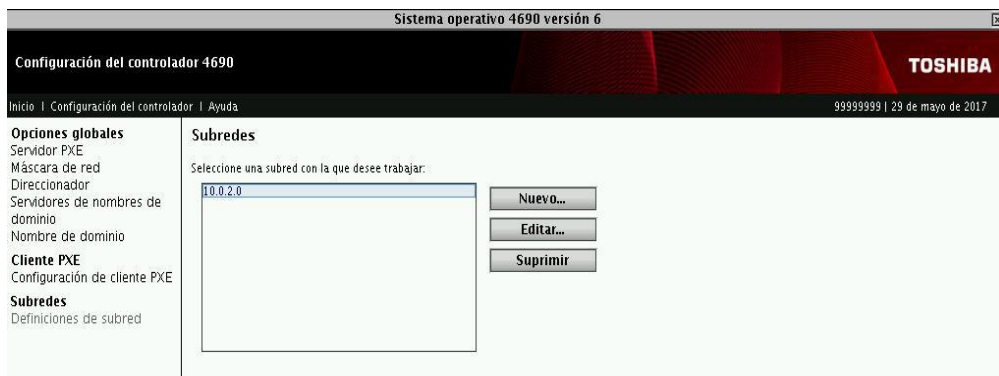 Sistema operativo 4690 versión 6
Configuración del controlador 4690
TOSHIBA
Inicio | Configuración del controlador | Ayuda
99999999 | 29 de mayo de 2017
Opciones globales
Servidor PXE
Máscara de red
Direccionador
Servidores de nombres de
dominio
Nombre de dominio
Cliente PXE
Configuración de cliente PXE
Subredes
Definiciones de subred
Subredes
Seleccione una subred con la que desee trabajar:
10.0.2.0
Nuevo...
Editar...
Suprimir